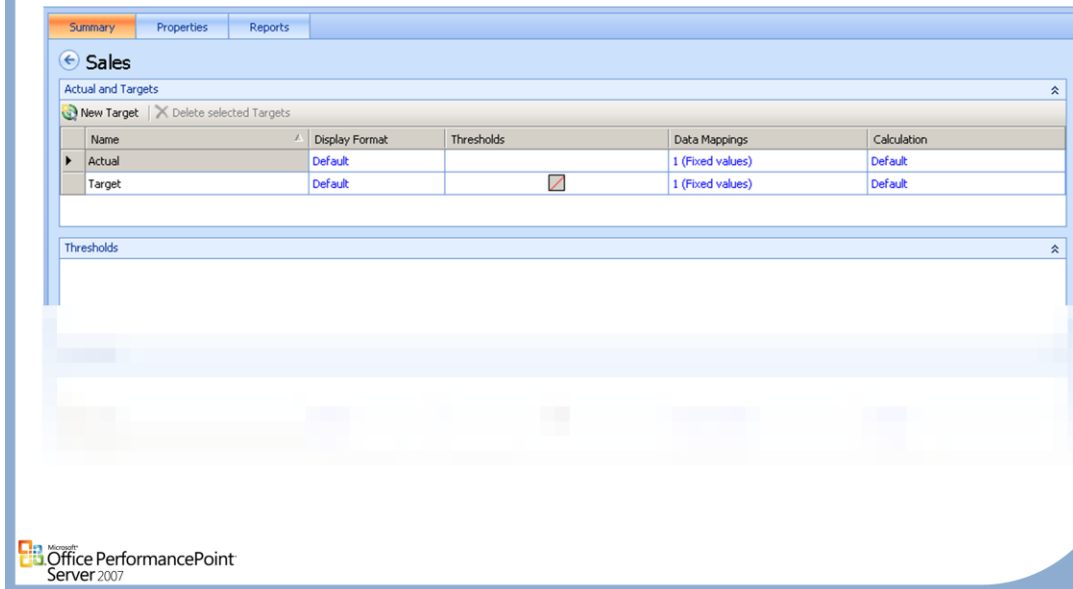 Summary Properties Reports
Sales
Actual and Targets
New Target Delete selected Targets
Name Display Format Thresholds Data Mappings Calculation
Actual Default 1 (Fixed values) Default
Target Default 1 (Fixed values) Default
Thresholds
Microsoft
Office PerformancePoint
Server 2007